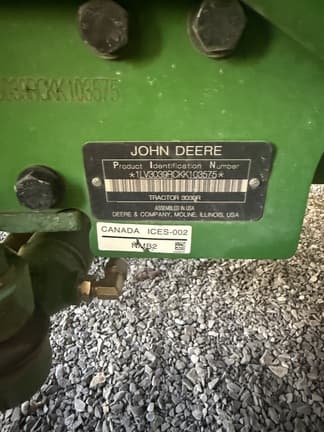 LV3039RCKK103575
JOHN DEERE
Product Identification Number
*1LV3039RCKK103575*
TRACTOR 3039R
ASSEMBLED IN USA
DEERE & COMPANY, MOLINE, ILLINOIS, USA
CANADA ICES-002